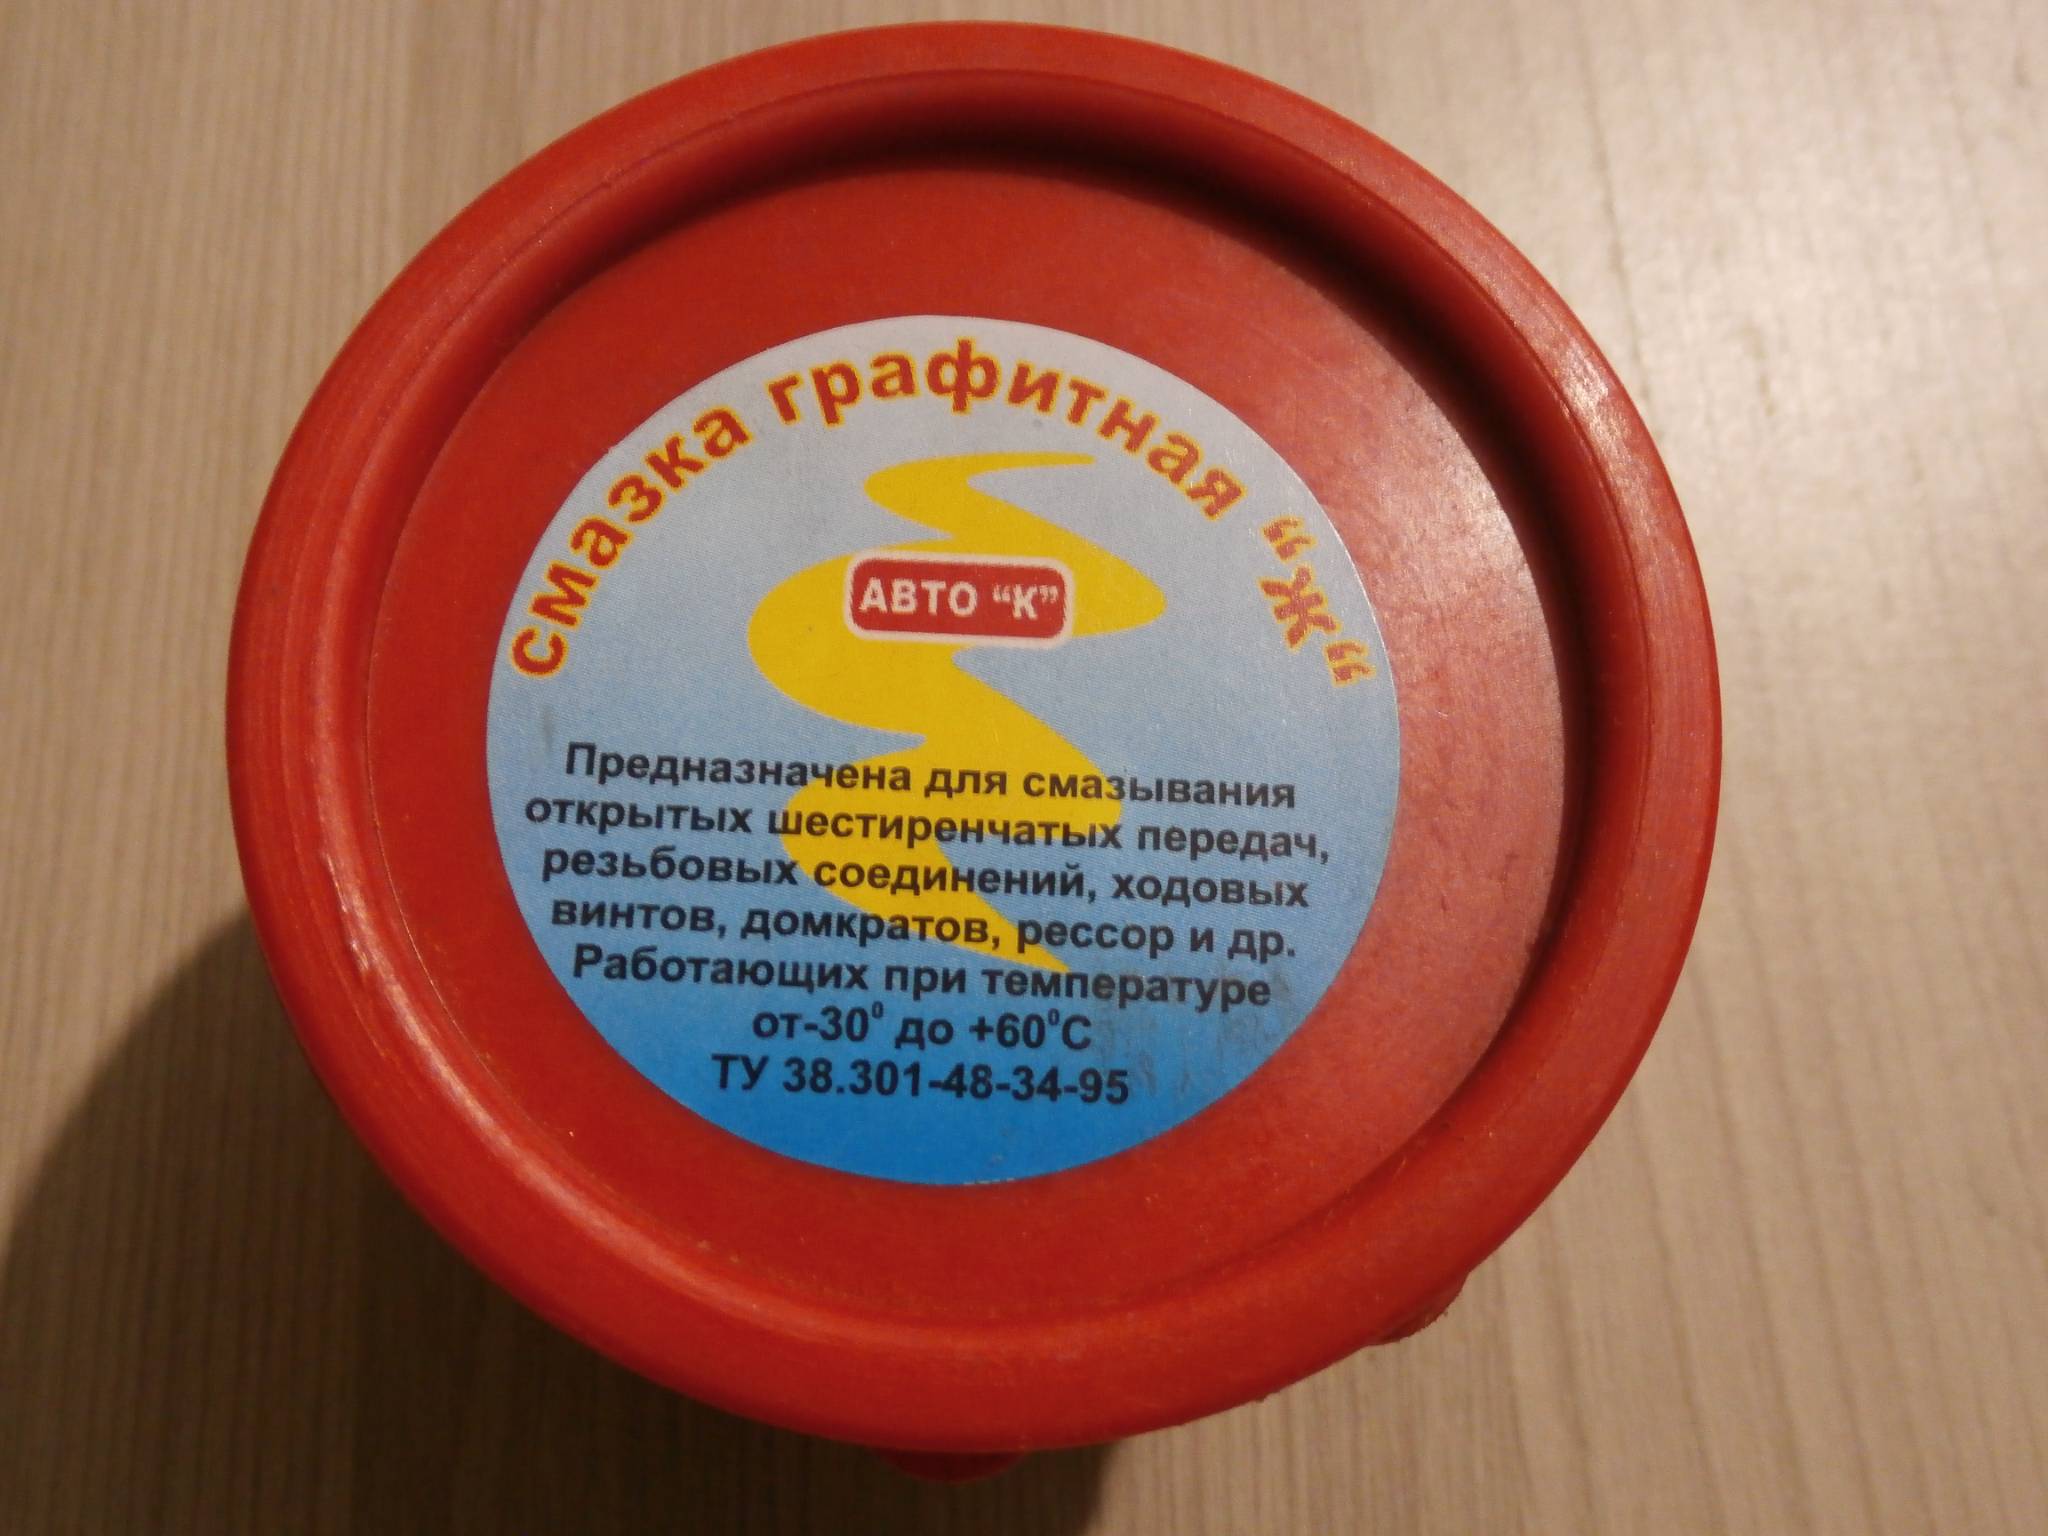 смазка графитная "Ж"
АВТО “К”
Предназначена для смазывания
открытых шестиренчатых передач,
резьбовых соединений, ходовых
винтов, домкратов, рессор и др.
Работающих при температуре
от-30⁰ до +60⁰С
ТУ 38.301-48-34-95